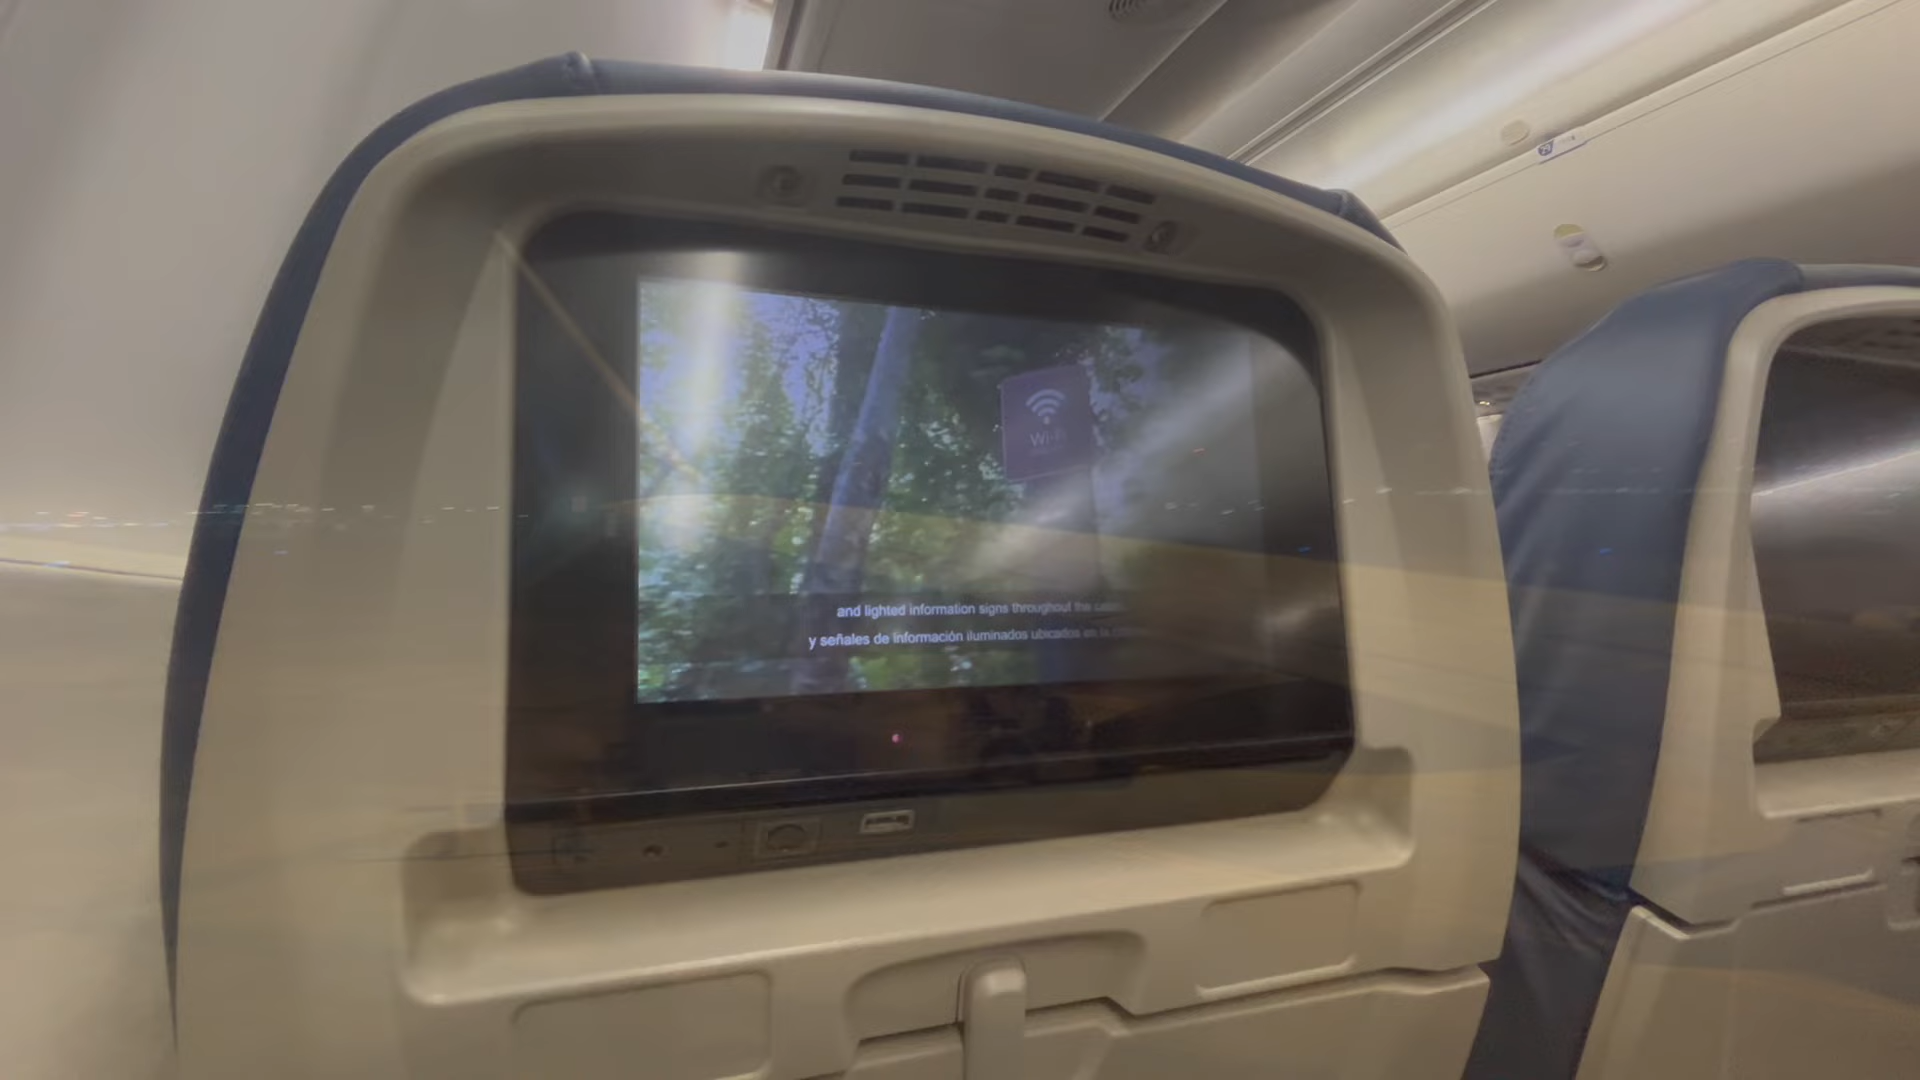 Wi-Fi
and lighted information signs throughout the
y señales de información iluminados ubicados en la